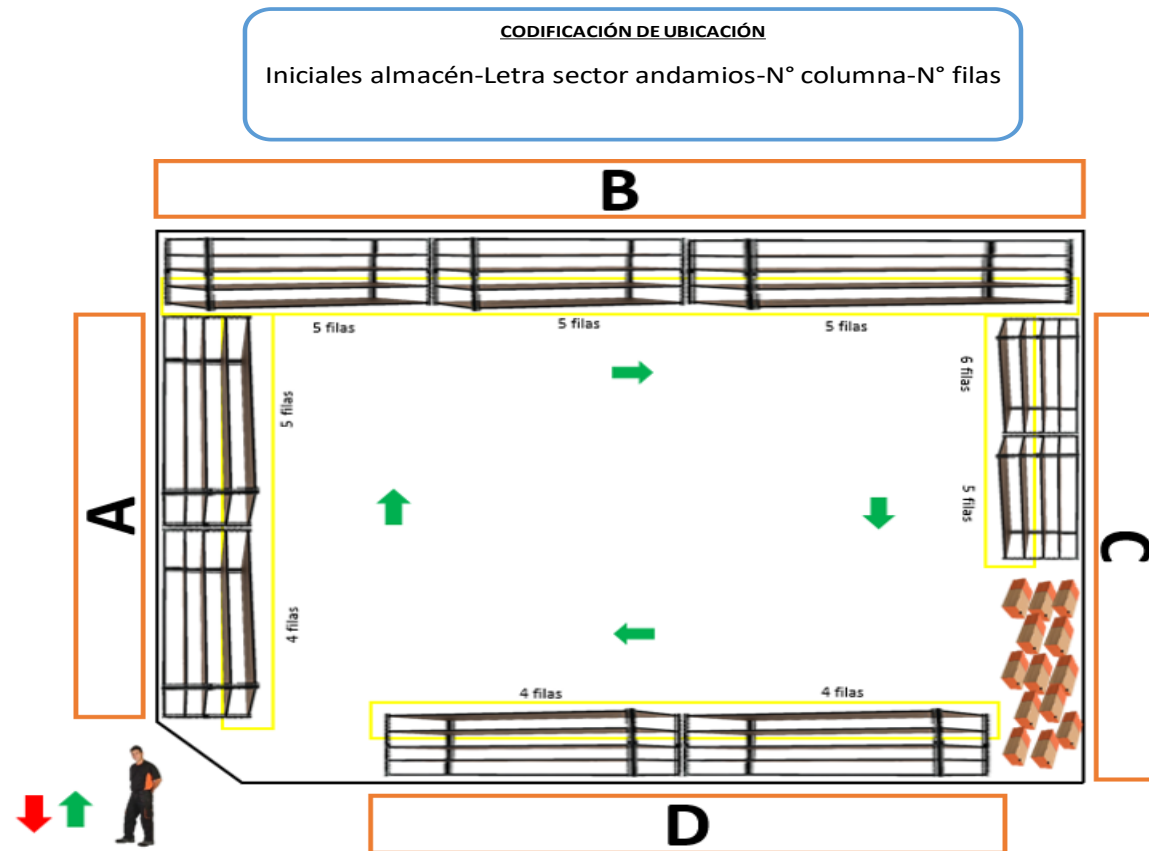 CODIFICACIÓN DE UBICACIÓN
Iniciales almacén-Letra sector andamios-N° columna-N° filas
B
5 filas
5 filas
5 filas
A
5 filas
4 filas
6 filas
5 filas
C
4 filas
4 filas
D